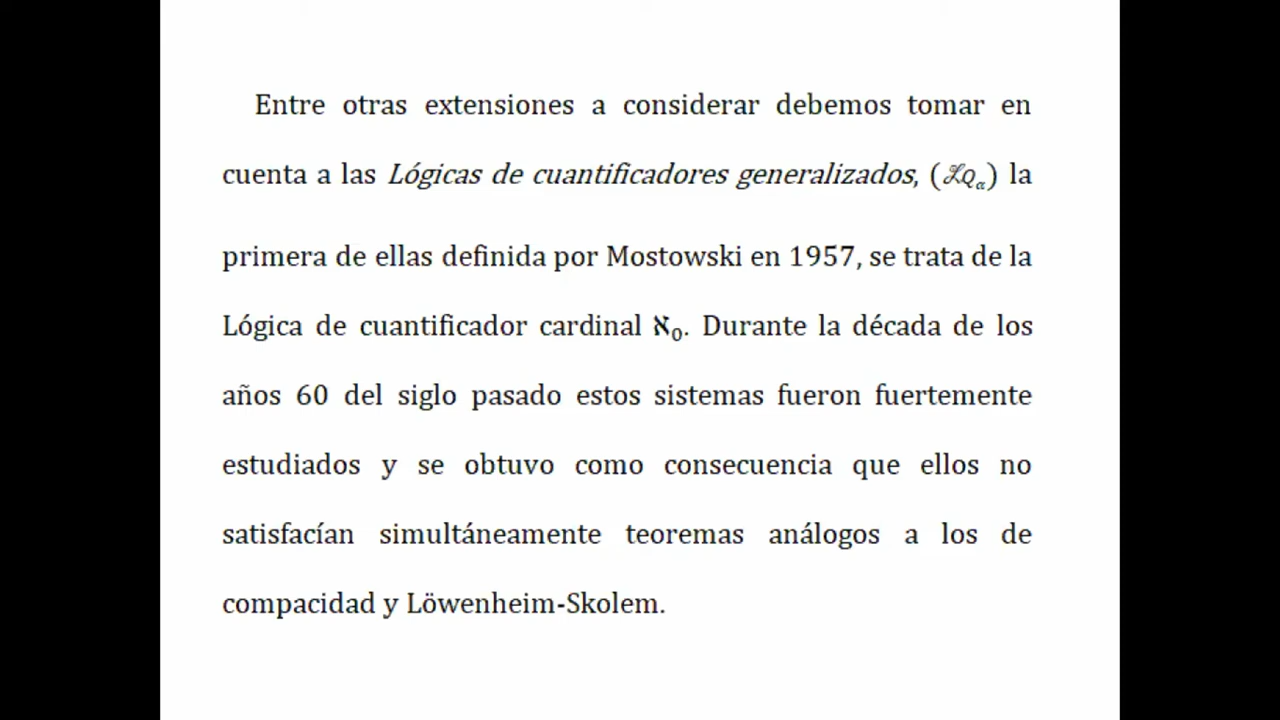 Entre otras extensiones a considerar debemos tomar en
cuenta a las Lógicas de cuantificadores generalizados, (ℒQα) la
primera de ellas definida por Mostowski en 1957, se trata de la
Lógica de cuantificador cardinal ℵ₀. Durante la década de los
años 60 del siglo pasado estos sistemas fueron fuertemente
estudiados y se obtuvo como consecuencia que ellos no
satisfacían simultáneamente teoremas análogos a los de
compacidad y Löwenheim-Skolem.